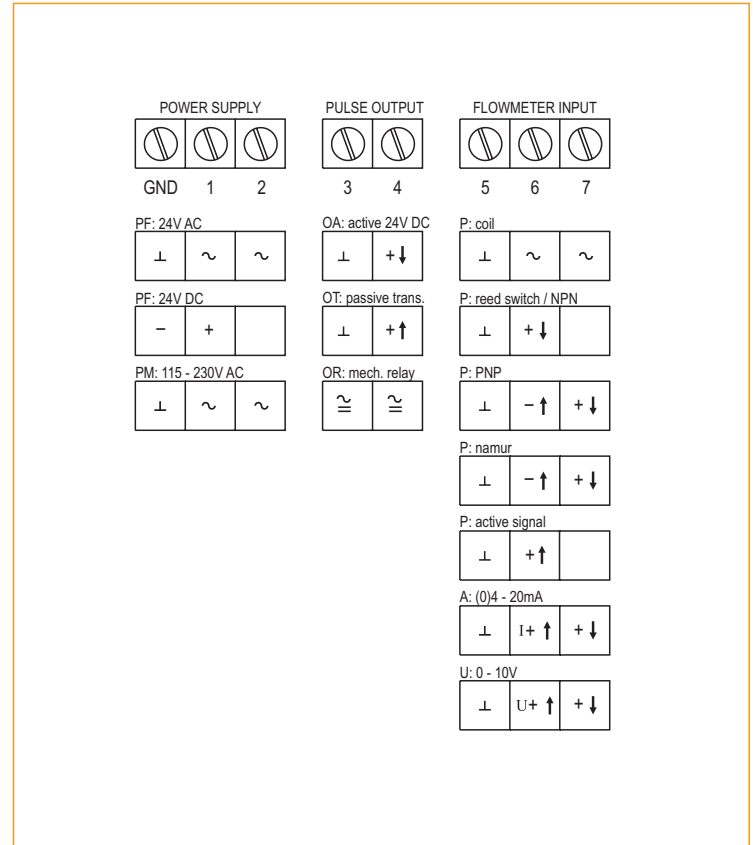 POWER SUPPLY
GND 1 2
PF: 24V AC
⊥ ~ ~
PF: 24V DC
− +
PM: 115 - 230V AC
⊥ ~ ~
PULSE OUTPUT
3 4
OA: active 24V DC
⊥ +↓
OT: passive trans.
⊥ +↑
OR: mech. relay
≅ ≅
FLOWMETER INPUT
5 6 7
P: coil
⊥ ~ ~
P: reed switch / NPN
⊥ +↓
P: PNP
⊥ −↑ +↓
P: namur
⊥ −↑ +↓
P: active signal
⊥ +↑
A: (0)4 - 20mA
⊥ I+ ↑ +↓
U: 0 - 10V
⊥ U+ ↑ +↓